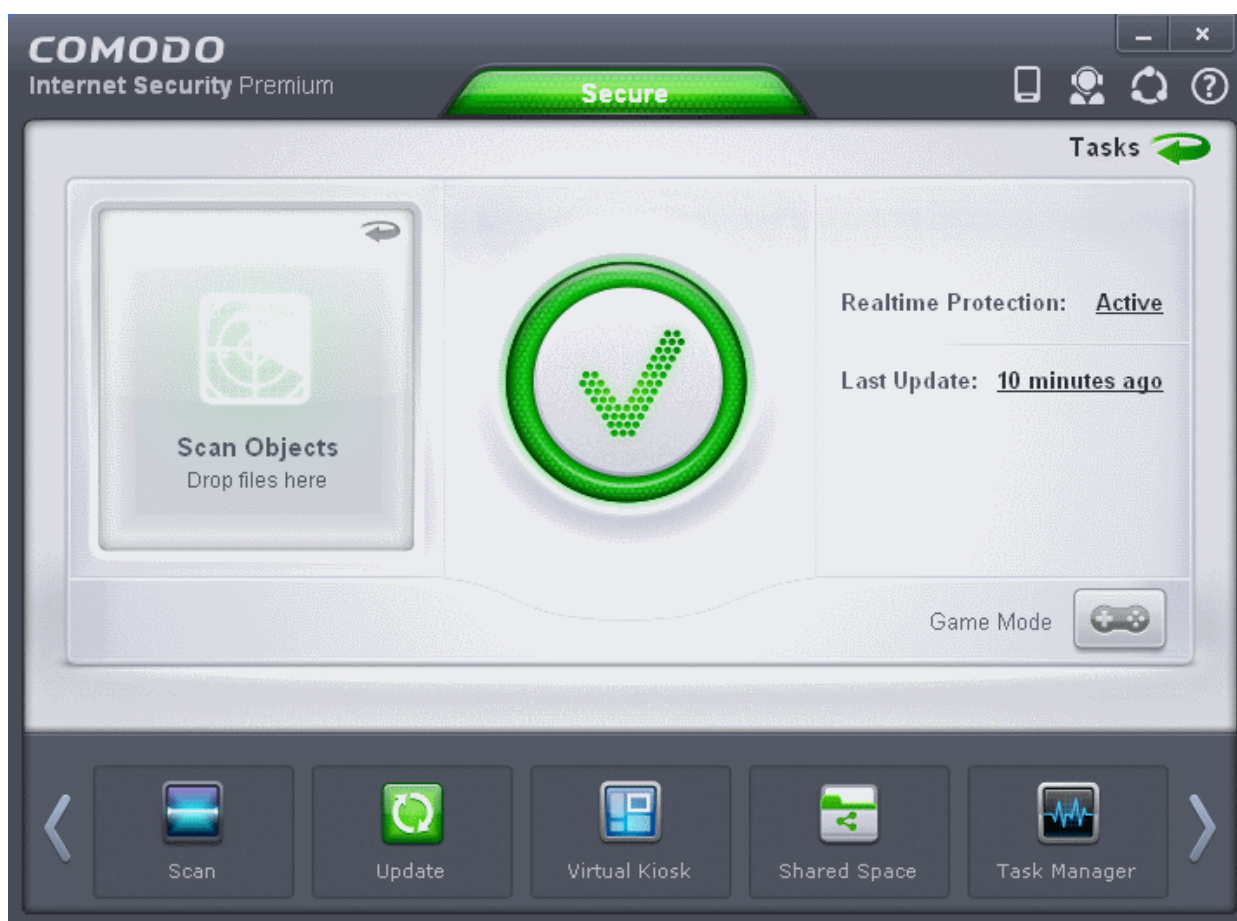 COMODO
Internet Security Premium
Secure
Tasks
Scan Objects
Drop files here
Realtime Protection: Active
Last Update: 10 minutes ago
Game Mode
Scan
Update
Virtual Kiosk
Shared Space
Task Manager